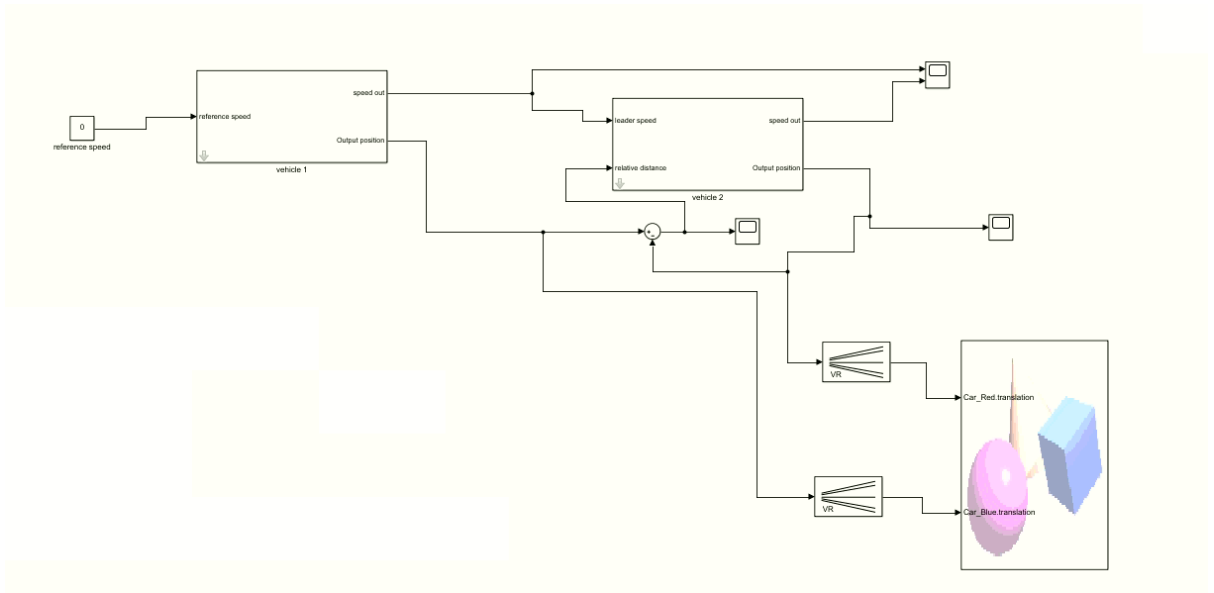 speed out
reference speed
0
reference speed
Output position
vehicle 1
leader speed
speed out
relative distance
Output position
vehicle 2
+
-
VR
Car_Red.translation
VR
Car_Blue.translation